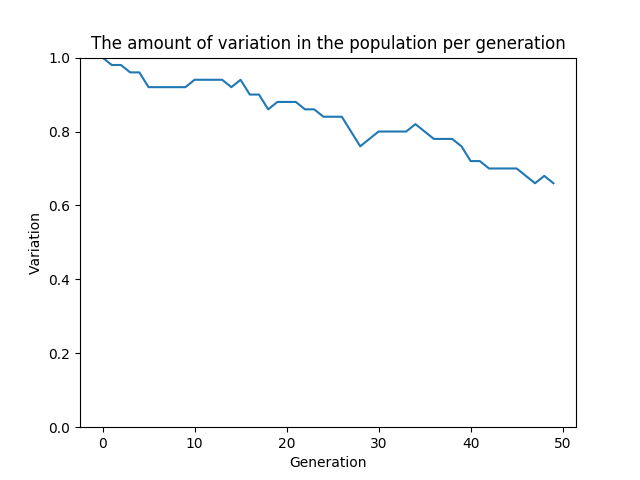 The amount of variation in the population per generation
1.0
0.8
0.6
0.4
0.2
0.0
Variation
0 10 20 30 40 50
Generation